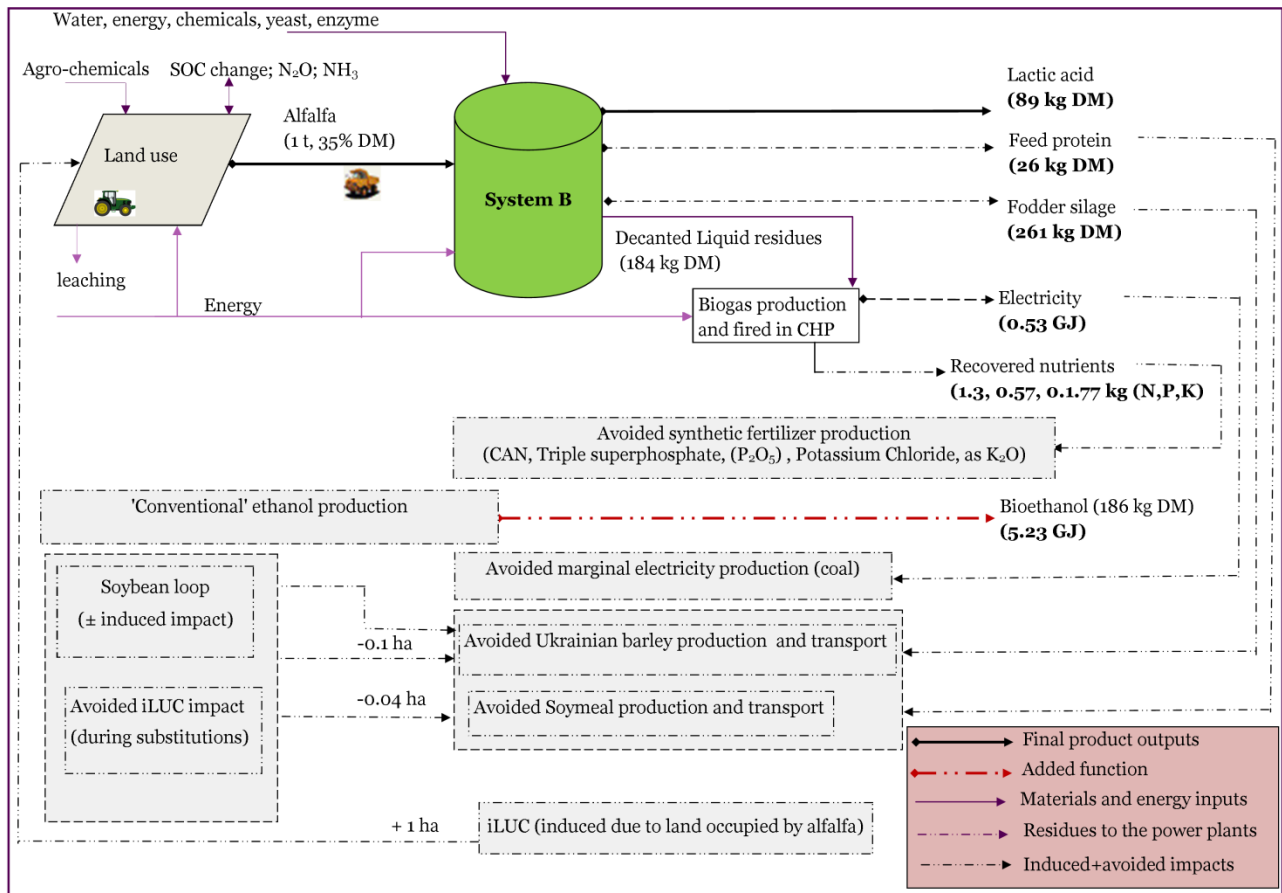 Water, energy, chemicals, yeast, enzyme
Agro-chemicals
SOC change; N₂O; NH₃
Land use
Alfalfa
(1 t, 35% DM)
System B
leaching
Energy
Lactic acid
(89 kg DM)
Feed protein
(26 kg DM)
Fodder silage
(261 kg DM)
Decanted Liquid residues
(184 kg DM)
Biogas production
and fired in CHP
Electricity
(0.53 GJ)
Recovered nutrients
(1.3, 0.57, 0.1.77 kg (N,P,K)
Avoided synthetic fertilizer production
(CAN, Triple superphosphate, (P₂O₅) , Potassium Chloride, as K₂O)
'Conventional' ethanol production
Bioethanol (186 kg DM)
(5.23 GJ)
Avoided marginal electricity production (coal)
Soybean loop
(± induced impact)
-0.1 ha
Avoided Ukrainian barley production and transport
Avoided iLUC impact
(during substitutions)
-0.04 ha
Avoided Soymeal production and transport
+ 1 ha
iLUC (induced due to land occupied by alfalfa)
Final product outputs
Added function
Materials and energy inputs
Residues to the power plants
Induced+avoided impacts